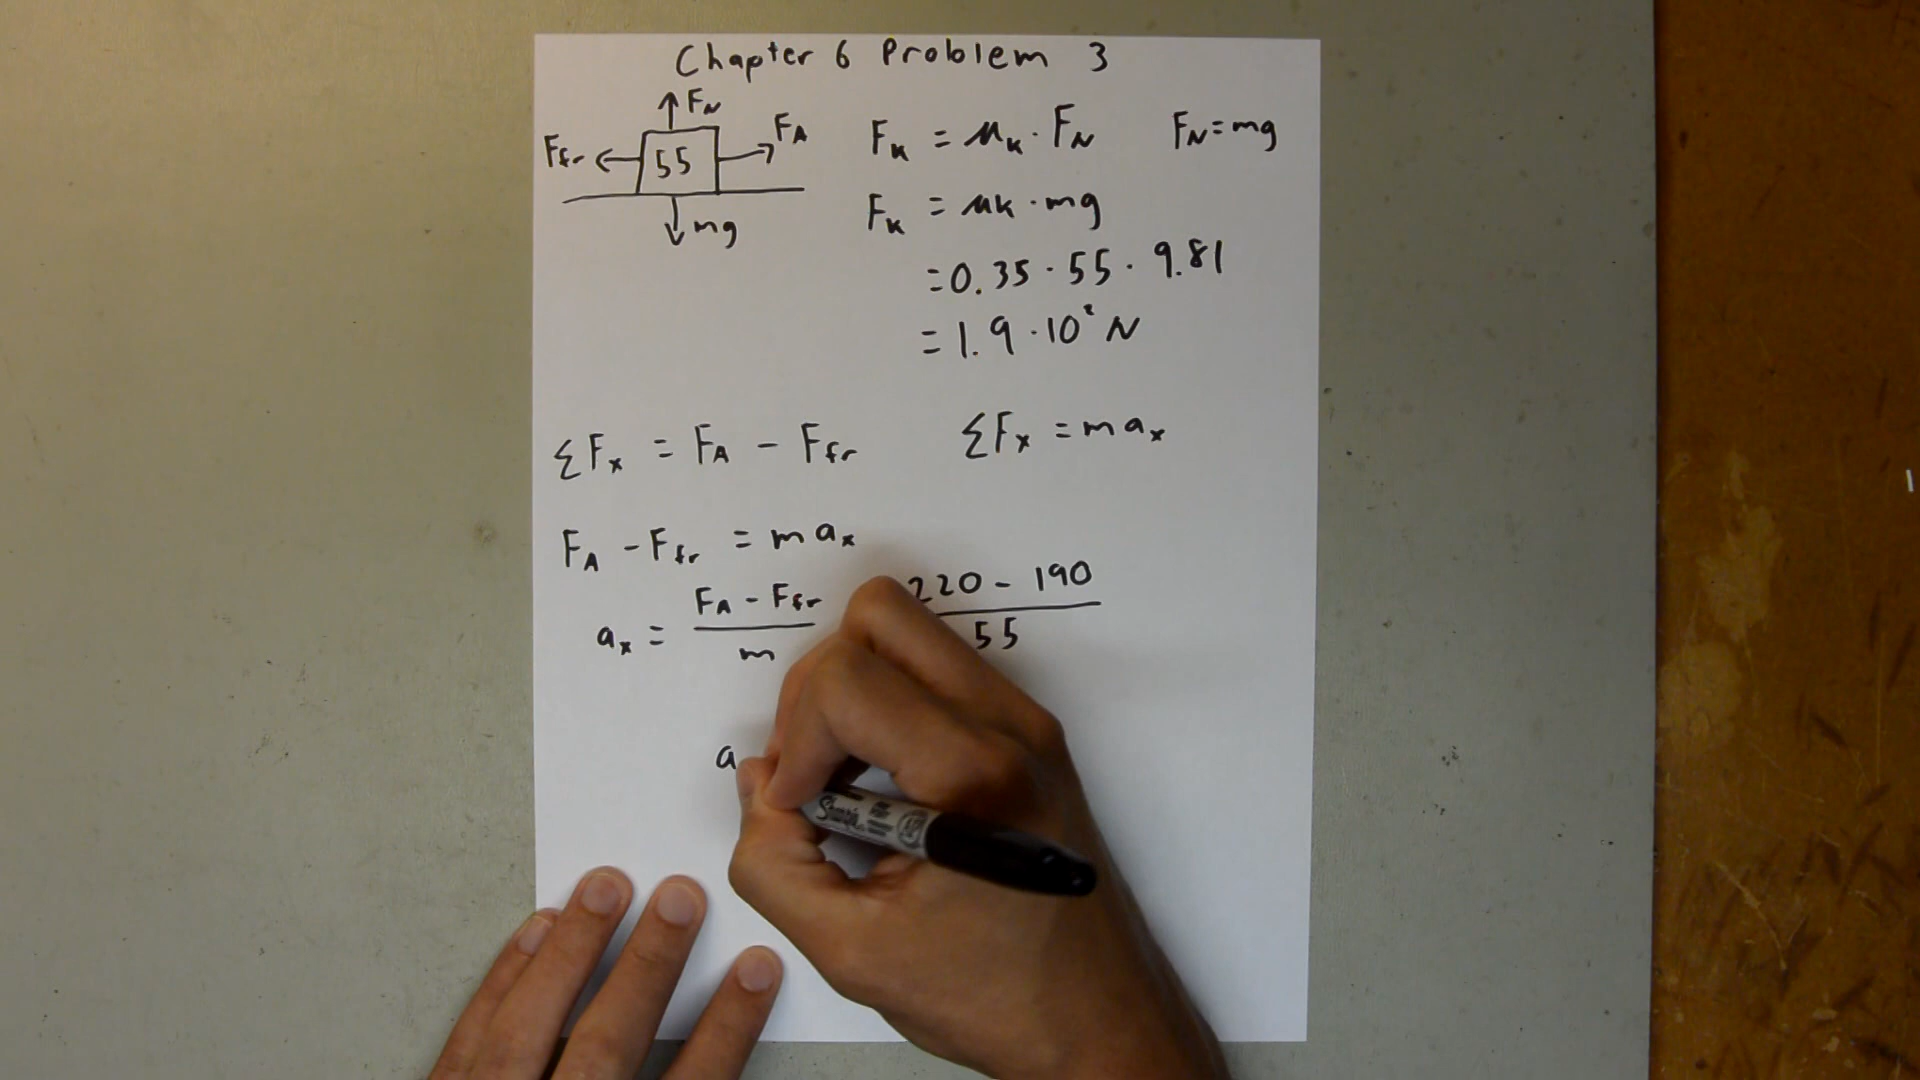 Chapter 6 Problem 3
F_N
F_fr 55 F_A
mg
F_k = μ_k · F_N F_N = mg
F_k = μk · mg
= 0.35 · 55 · 9.81
= 1.9 · 10² N
ΣF_x = F_A - F_fr ΣF_x = ma_x
F_A - F_fr = ma_x
a_x = F_A - F_fr / m 220 - 190 / 55
a
Sharpie